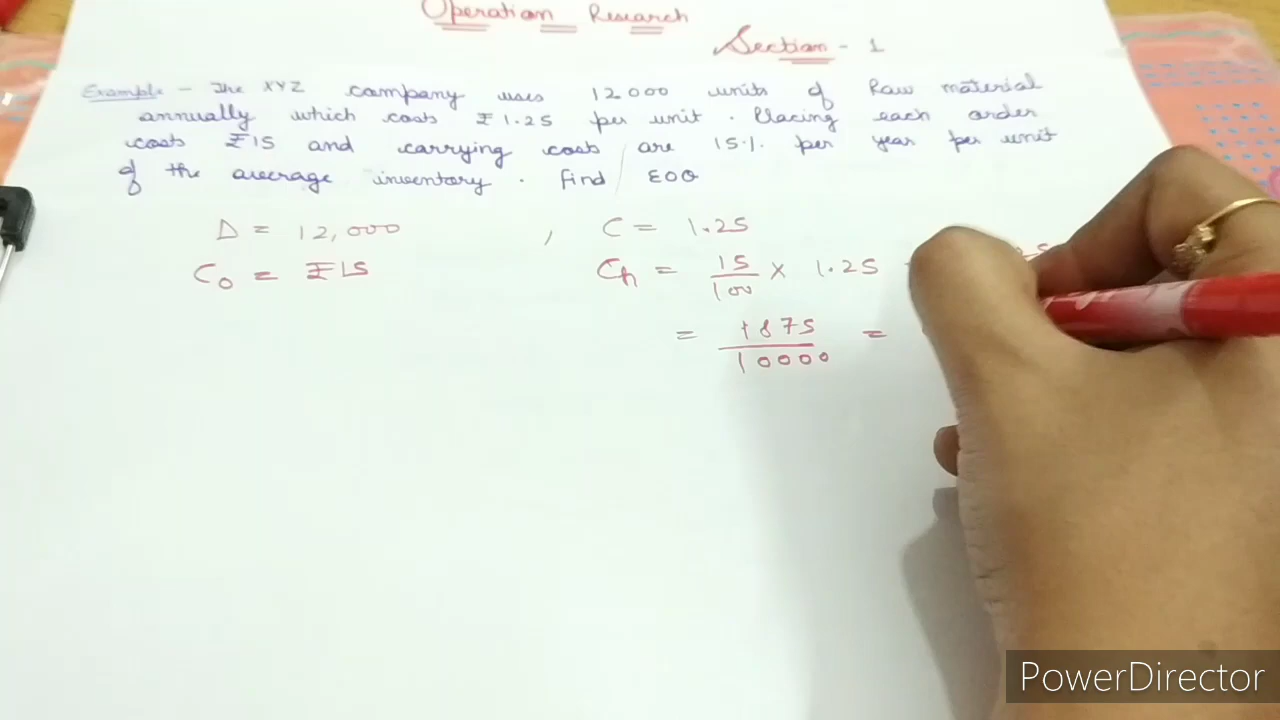 Operation Research
Section - 1
Example - The XYZ company uses 12000 units of Raw material
annually which costs ₹1.25 per unit. Placing each order
costs ₹15 and carrying costs are 15% per year per unit
of the average inventory. Find EOQ
D = 12,000 , C = 1.25
Co = ₹15
Ch = 15/100 × 1.25
= 1875/10000 =
PowerDirector